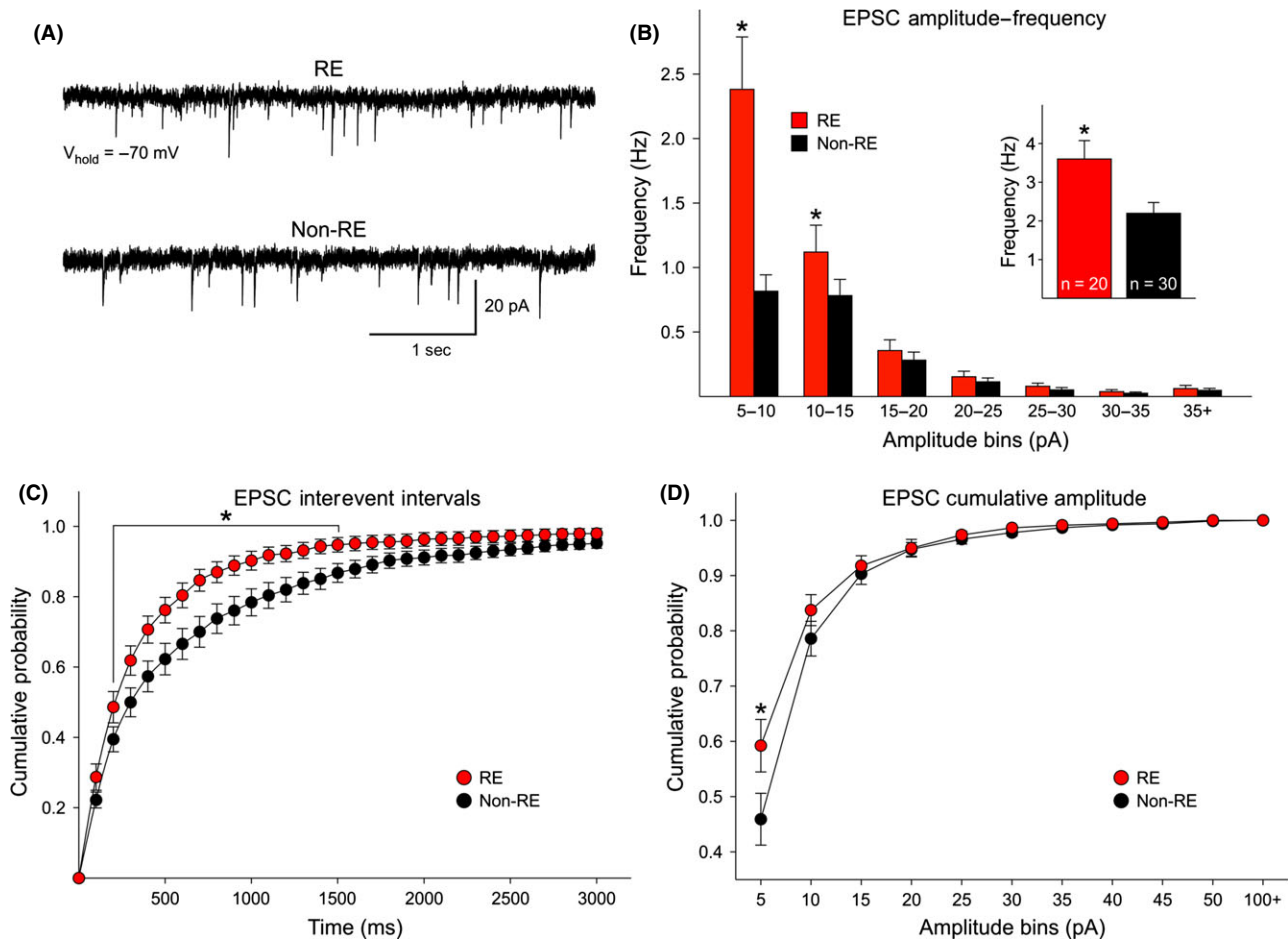 (A)
RE
V_hold = –70 mV
Non-RE
20 pA
1 sec
(B)
EPSC amplitude–frequency
Frequency (Hz)
2.5
2.0
1.5
1.0
0.5
RE
Non-RE
*
*
5–10 10–15 15–20 20–25 25–30 30–35 35+
Amplitude bins (pA)
Frequency (Hz)
4
3
2
1
*
n = 20 n = 30
(C)
EPSC interevent intervals
*
Cumulative probability
1.0
0.8
0.6
0.4
0.2
RE
Non-RE
500 1000 1500 2000 2500 3000
Time (ms)
(D)
EPSC cumulative amplitude
Cumulative probability
1.0
0.9
0.8
0.7
0.6
0.5
0.4
*
RE
Non-RE
5 10 15 20 25 30 35 40 45 50 100+
Amplitude bins (pA)